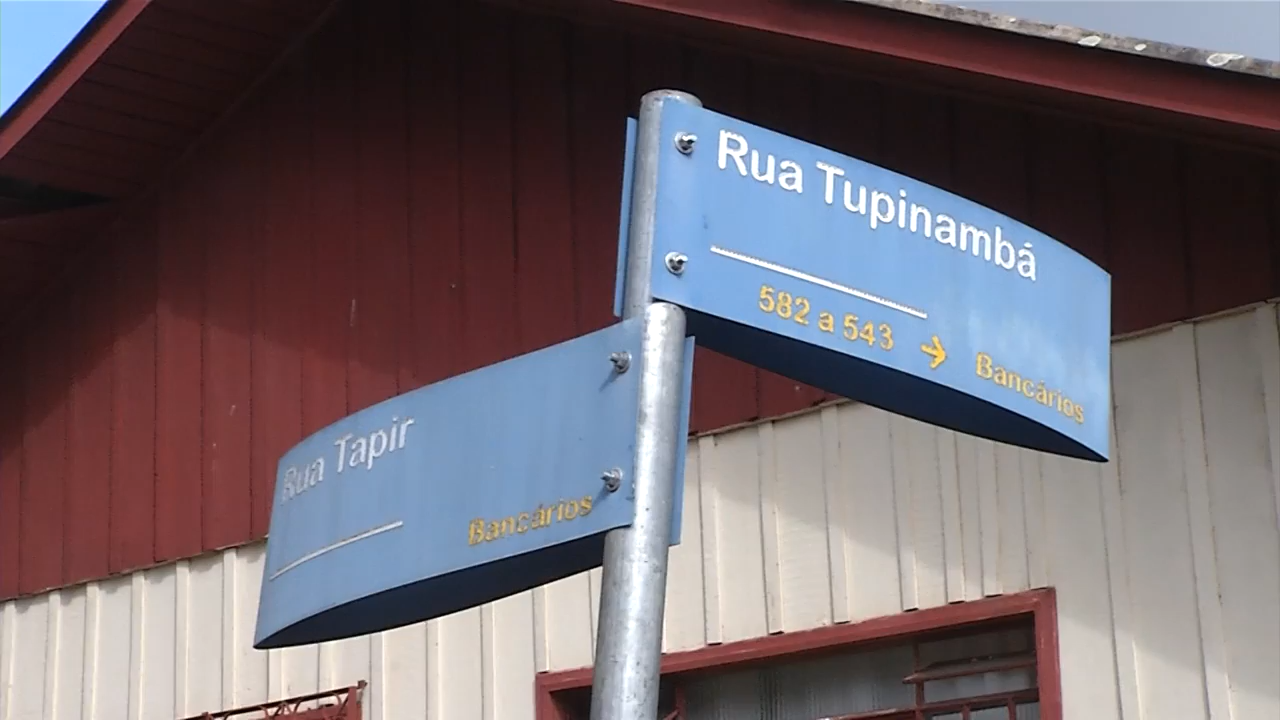 Rua Tupinambá
582 a 543 → Bancários
Rua Tapir
Bancários